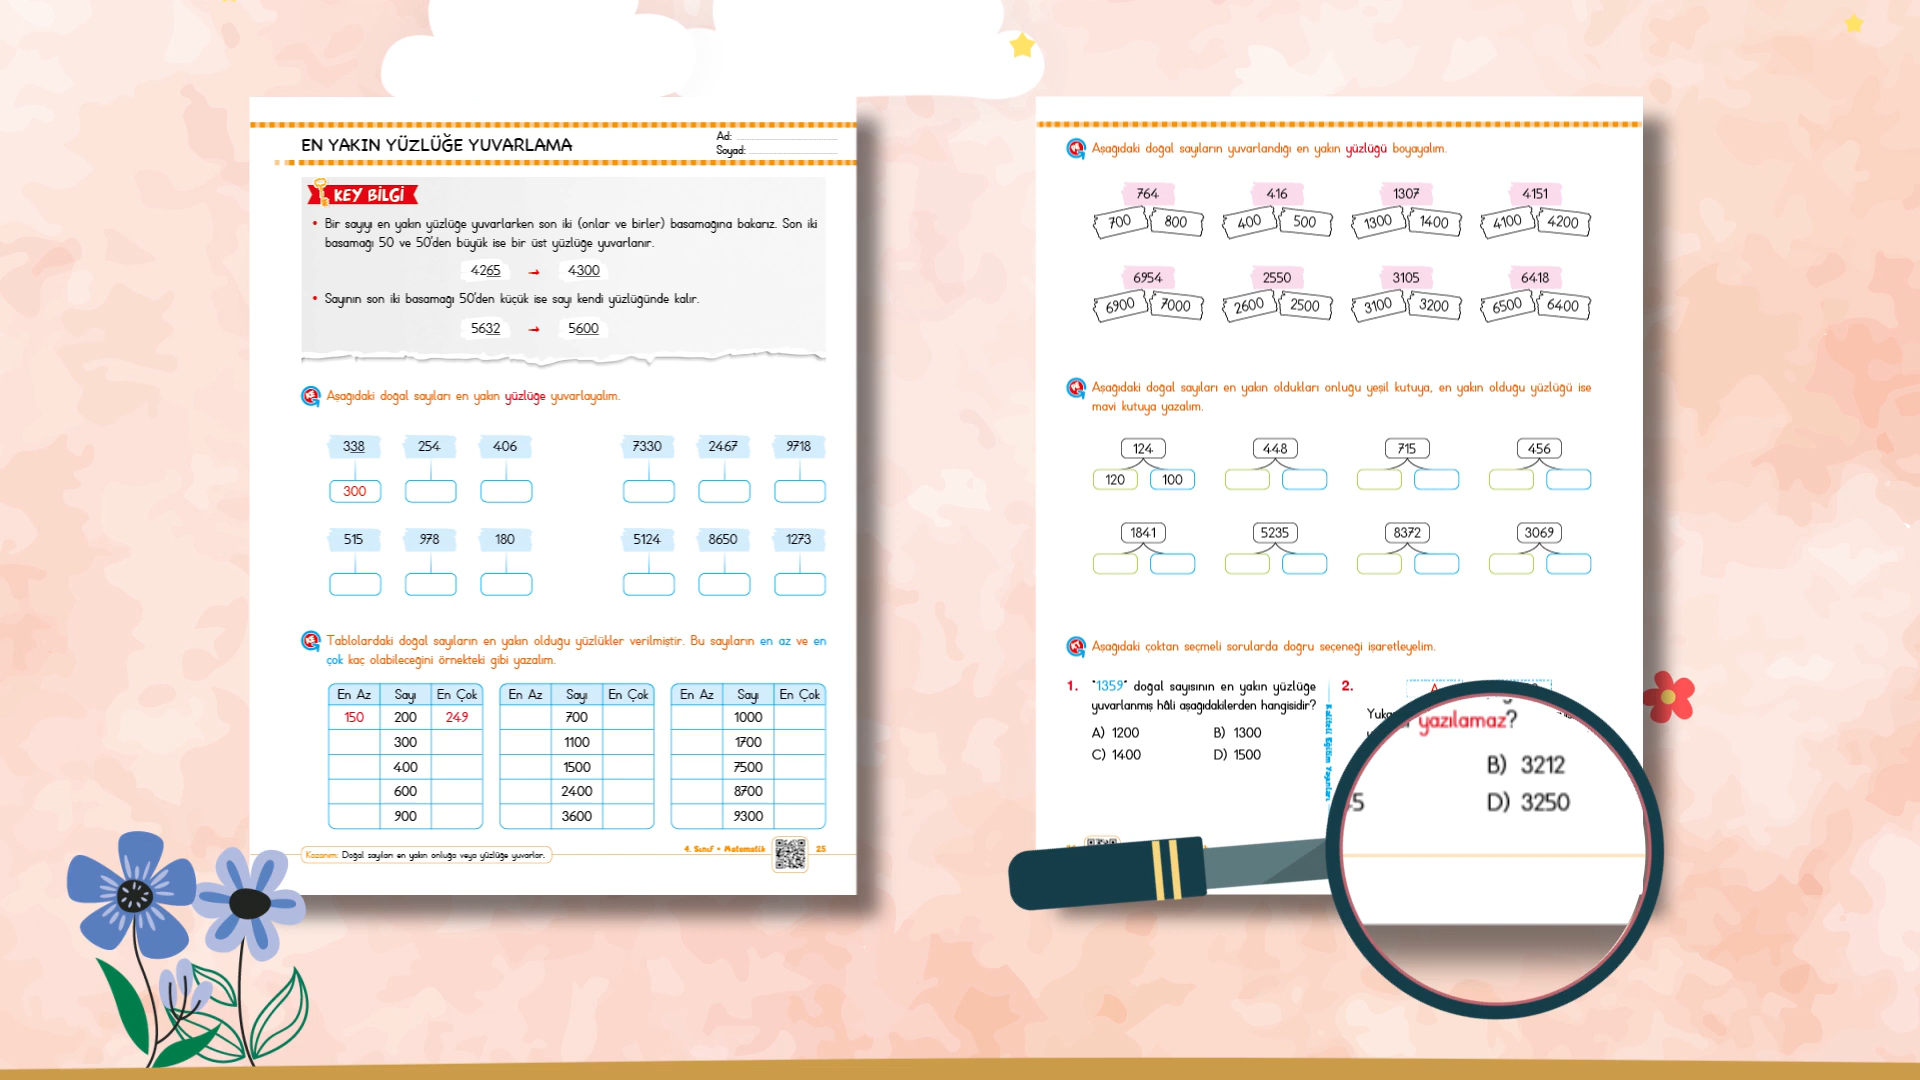 EN YAKIN YÜZLÜĞE YUVARLAMA
Ad:
Soyad:
KEY BİLGİ
• Bir sayıyı en yakın yüzlüğe yuvarlarken son iki (onlar ve birler) basamağına bakarız. Son iki
basamağı 50 ve 50'den büyük ise bir üst yüzlüğe yuvarlanır.
4265 → 4300
• Sayının son iki basamağı 50'den küçük ise sayı kendi yüzlüğünde kalır.
5632 → 5600
Aşağıdaki doğal sayıları en yakın yüzlüğe yuvarlayalım.
338 254 406 7330 2467 9718
300
515 978 180 5124 8650 1273
Tablolardaki doğal sayıların en yakın olduğu yüzlükler verilmiştir. Bu sayıların en az ve en
çok kaç olabileceğini örnekteki gibi yazalım.
En Az Sayı En Çok En Az Sayı En Çok En Az Sayı En Çok
150 200 249 700 1000
300 1100 1700
400 1500 7500
600 2400 8700
900 3600 9300
Kazanım: Doğal sayıları en yakın onluğa veya yüzlüğe yuvarlar.
4. Sınıf • Matematik 25
Aşağıdaki doğal sayıların yuvarlandığı en yakın yüzlüğü boyayalım.
764 416 1307 4151
700 800 400 500 1300 1400 4100 4200
6954 2550 3105 6418
6900 7000 2600 2500 3100 3200 6500 6400
Aşağıdaki doğal sayıları en yakın oldukları onluğu yeşil kutuya, en yakın olduğu yüzlüğü ise
mavi kutuya yazalım.
124 448 715 456
120 100
1841 5235 8372 3069
Aşağıdaki çoktan seçmeli sorularda doğru seçeneği işaretleyelim.
1. "1359" doğal sayısının en yakın yüzlüğe
yuvarlanmış hâli aşağıdakilerden hangisidir?
A) 1200 B) 1300
C) 1400 D) 1500
Kaliteli Eğitim Yayınları
2.
yazılamaz?
B) 3212
D) 3250